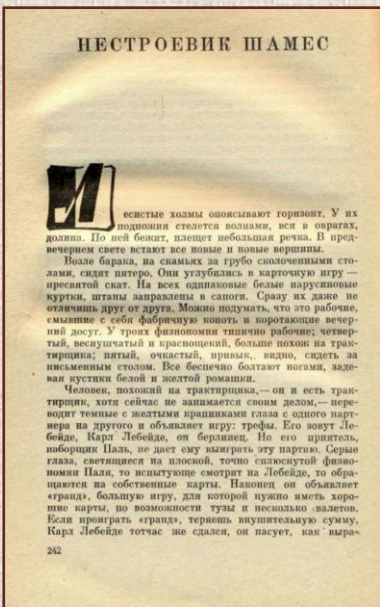 НЕСТРОЕВИК ШАМЕС
Лесистые холмы опоясывают горизонт. У их
подножия стелется волнами, вся в оврагах,
долина. По ней бежит, плещет небольшая речка. В пред-
вечернем свете встают все новые и новые вершины.
Возле барака, на скамьях за грубо сколоченными сто-
лами, сидят пятеро. Они углубились в карточную игру —
пресвятой скат. На всех одинаковые белые парусиновые
куртки, штаны заправлены в сапоги. Сразу их даже не
отличишь друг от друга. Можно подумать, что это рабочие,
смывшие с себя фабричную копоть и коротающие вечер-
ний досуг. У троих физиономии типично рабочие; четвер-
тый, веснушчатый и краснощекий, больше похож на трак-
тирщика; пятый, очкастый, привык, видно, сидеть за
письменным столом. Все беспечно болтают ногами, заде-
вая кустики белой и желтой ромашки.
Человек, похожий на трактирщика,— он и есть трак-
тирщик, хотя сейчас не занимается своим делом,— пере-
водит темные с желтыми крапинками глаза с одного парт-
нера на другого и объявляет игру: трефы. Его зовут Ле-
бейде, Карл Лебейде, он берлинец. Но его приятель,
наборщик Паль, не дает ему выиграть эту партию. Серые
глаза, светящиеся на плоской, точно сплюснутой физио-
номии Паля, то испытующе смотрят на Лебейде, то обра-
щаются на собственные карты. Наконец он объявляет
«гранд», большую игру, для которой нужно иметь хоро-
шие карты, по возможности тузы и несколько валетов.
Если проиграть «гранд», теряешь внушительную сумму.
Карл Лебейде тотчас же сдался, он пасует, как выра-
242